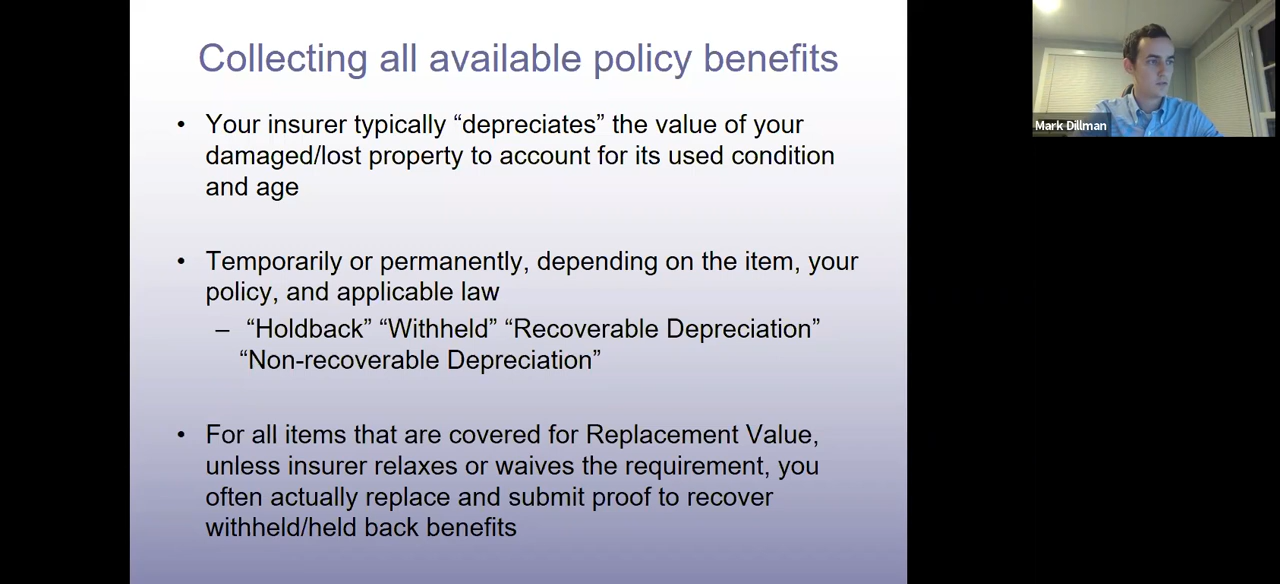 Collecting all available policy benefits
• Your insurer typically “depreciates” the value of your
damaged/lost property to account for its used condition
and age
• Temporarily or permanently, depending on the item, your
policy, and applicable law
– “Holdback” “Withheld” “Recoverable Depreciation”
“Non-recoverable Depreciation”
• For all items that are covered for Replacement Value,
unless insurer relaxes or waives the requirement, you
often actually replace and submit proof to recover
withheld/held back benefits
Mark Dillman